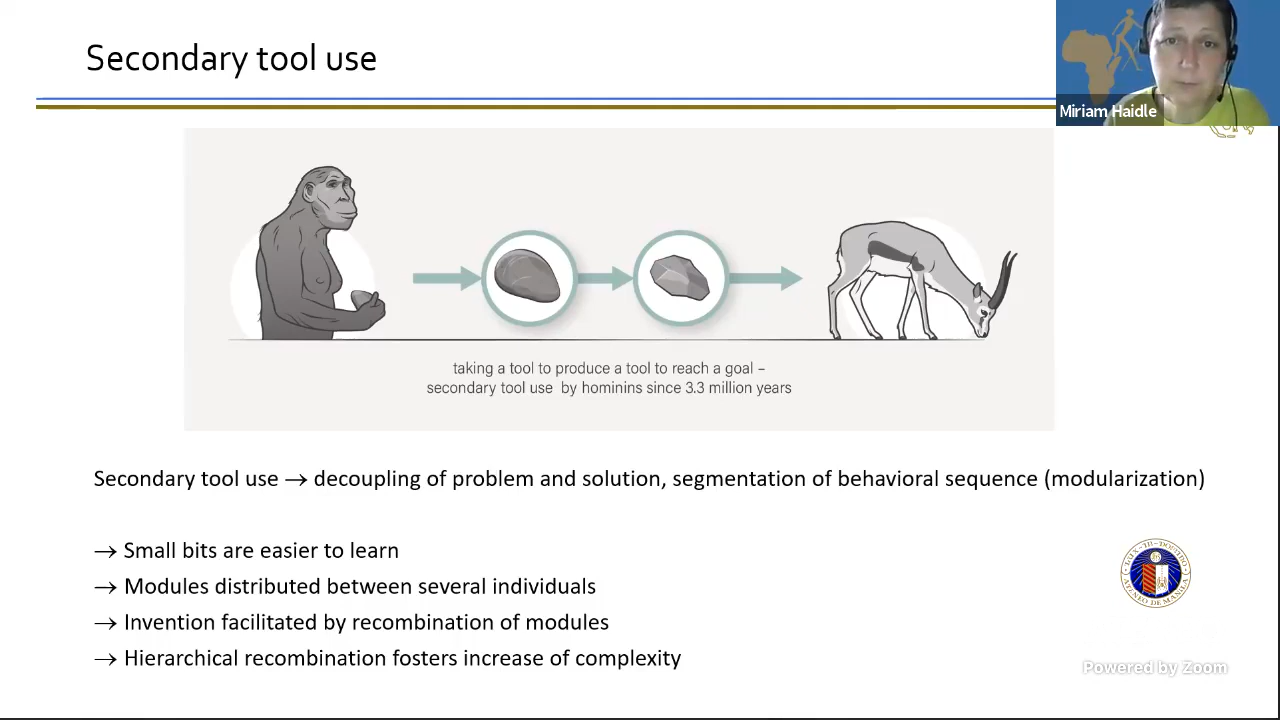 Secondary tool use
Miriam Haidle
taking a tool to produce a tool to reach a goal –
secondary tool use by hominins since 3.3 million years
Secondary tool use → decoupling of problem and solution, segmentation of behavioral sequence (modularization)
→ Small bits are easier to learn
→ Modules distributed between several individuals
→ Invention facilitated by recombination of modules
→ Hierarchical recombination fosters increase of complexity
ATENEO DE MANILA
Powered by Zoom